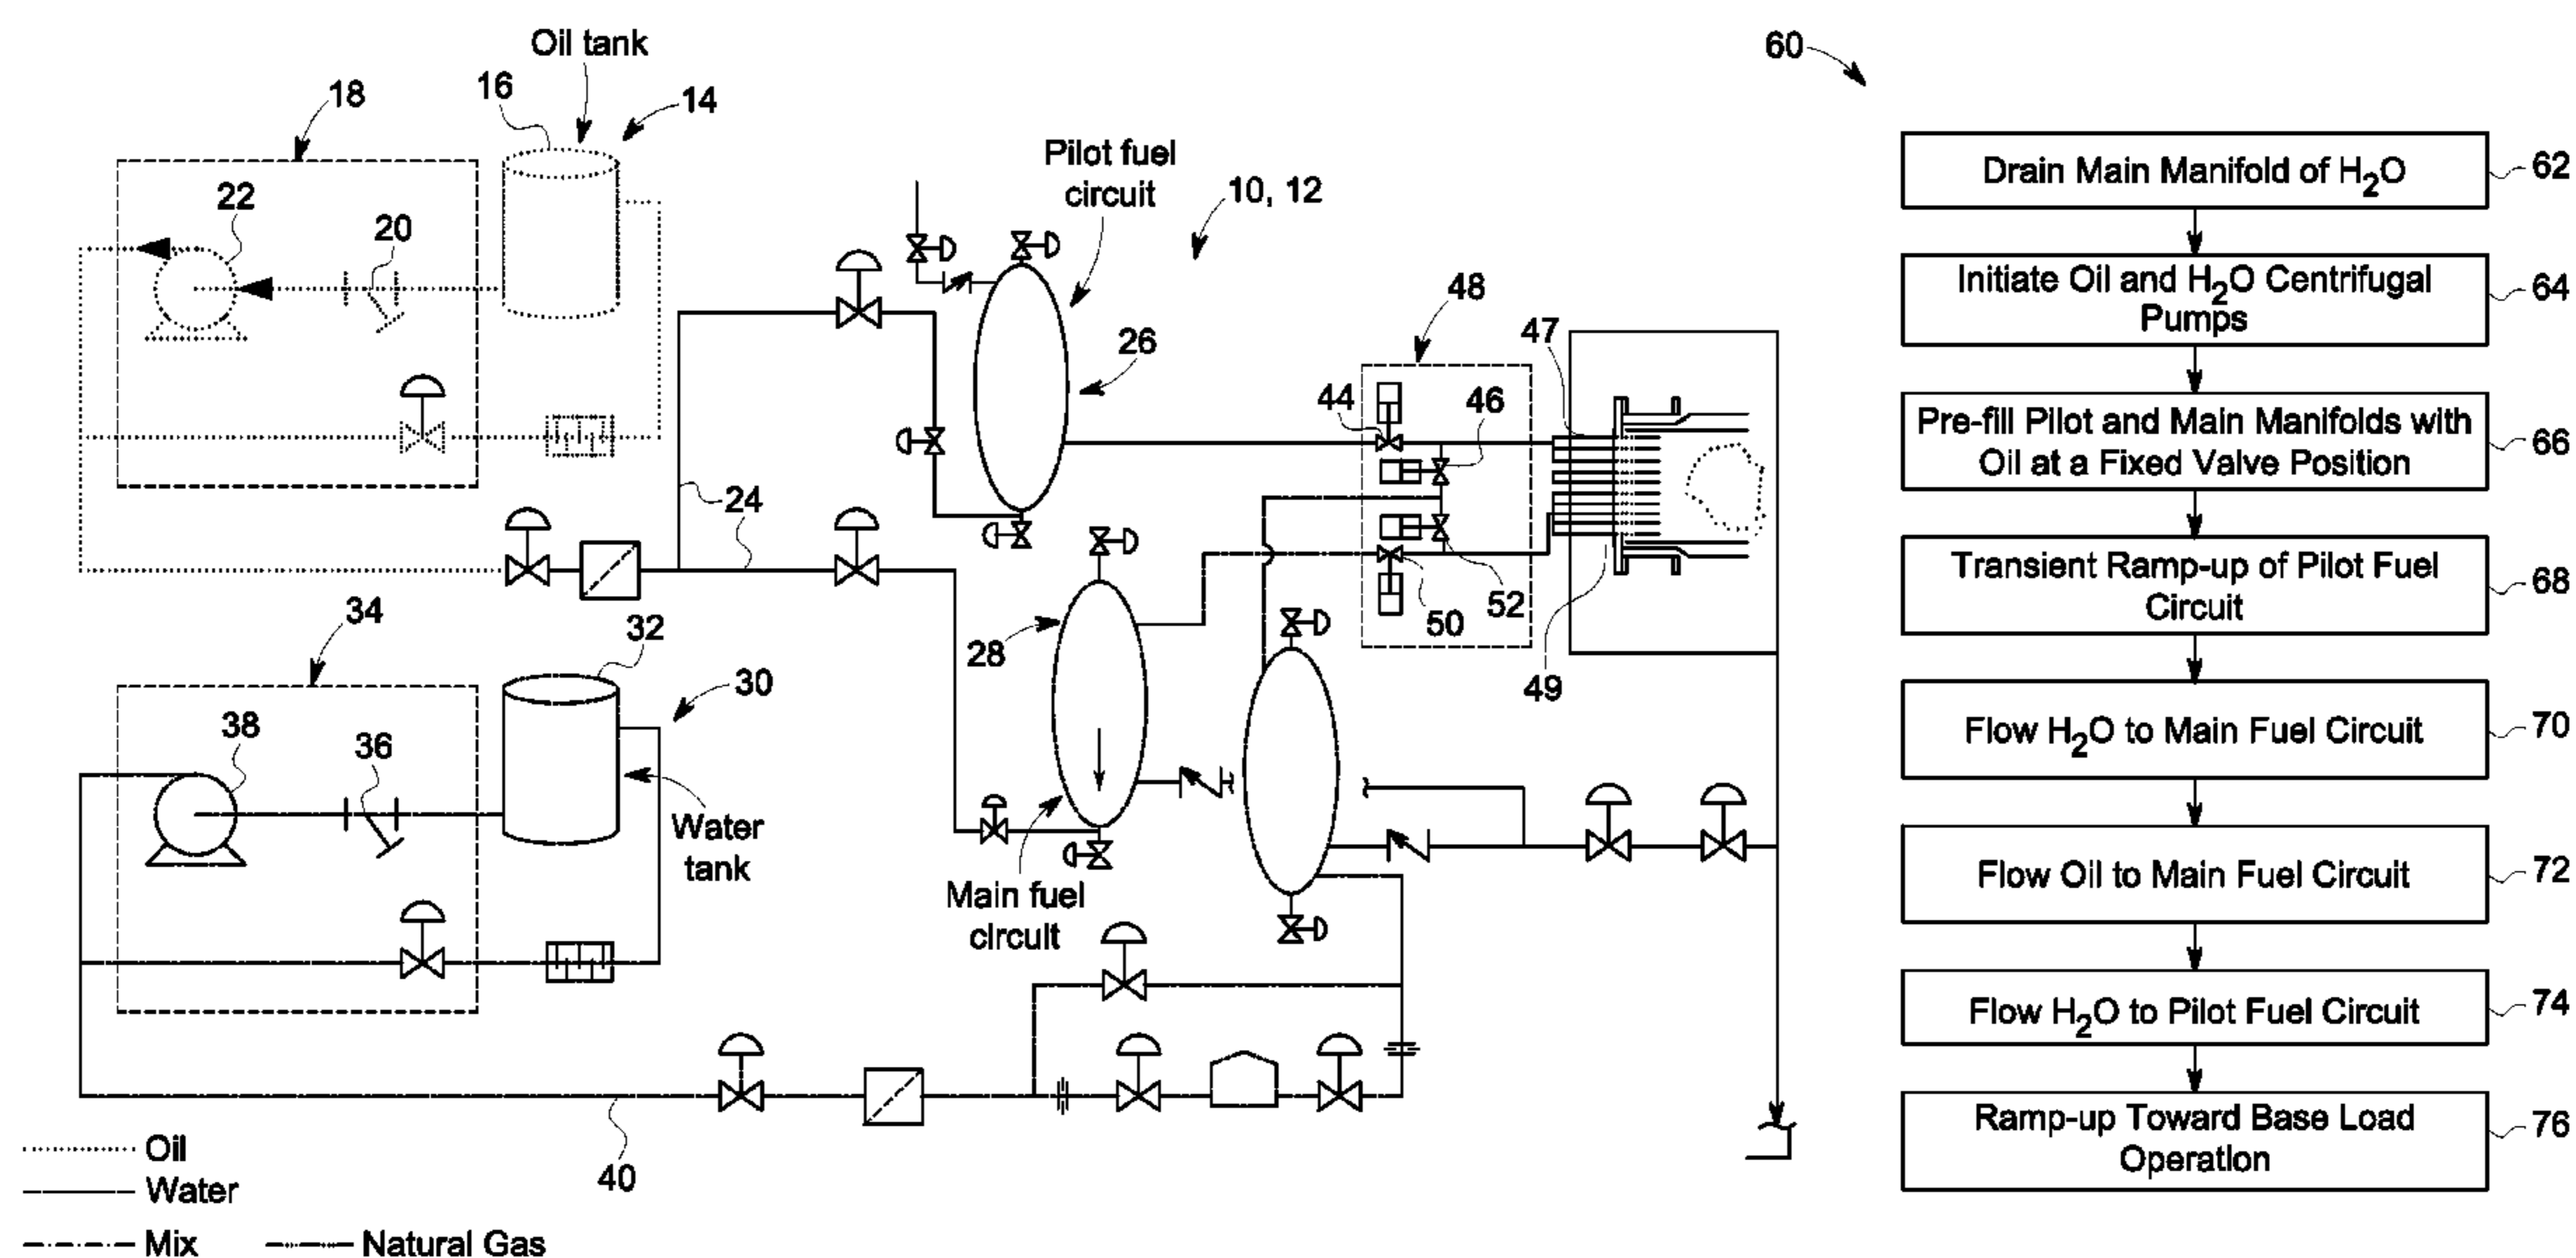 Oil tank
16
14
18
22
20
Pilot fuel
circuit
10, 12
26
48
47
44
46
24
52
50
49
28
34
32
30
38
36
Water
tank
Main fuel
circuit
40
Oil
Water
Mix
Natural Gas
60
Drain Main Manifold of H2O
62
Initiate Oil and H2O Centrifugal
Pumps
64
Pre-fill Pilot and Main Manifolds with
Oil at a Fixed Valve Position
66
Transient Ramp-up of Pilot Fuel
Circuit
68
Flow H2O to Main Fuel Circuit
70
Flow Oil to Main Fuel Circuit
72
Flow H2O to Pilot Fuel Circuit
74
Ramp-up Toward Base Load
Operation
76